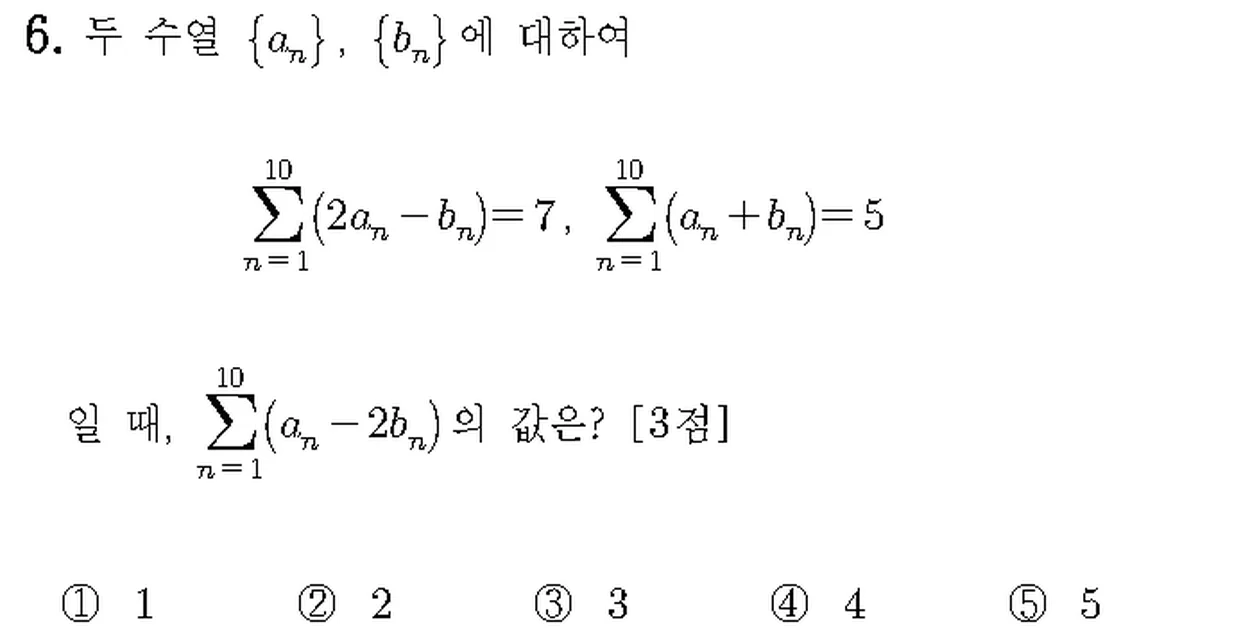 6. 두 수열 {aₙ}, {bₙ}에 대하여
∑_{n=1}^{10}(2aₙ-bₙ)=7, ∑_{n=1}^{10}(aₙ+bₙ)=5
일 때, ∑_{n=1}^{10}(aₙ-2bₙ)의 값은? [3점]
① 1 ② 2 ③ 3 ④ 4 ⑤ 5